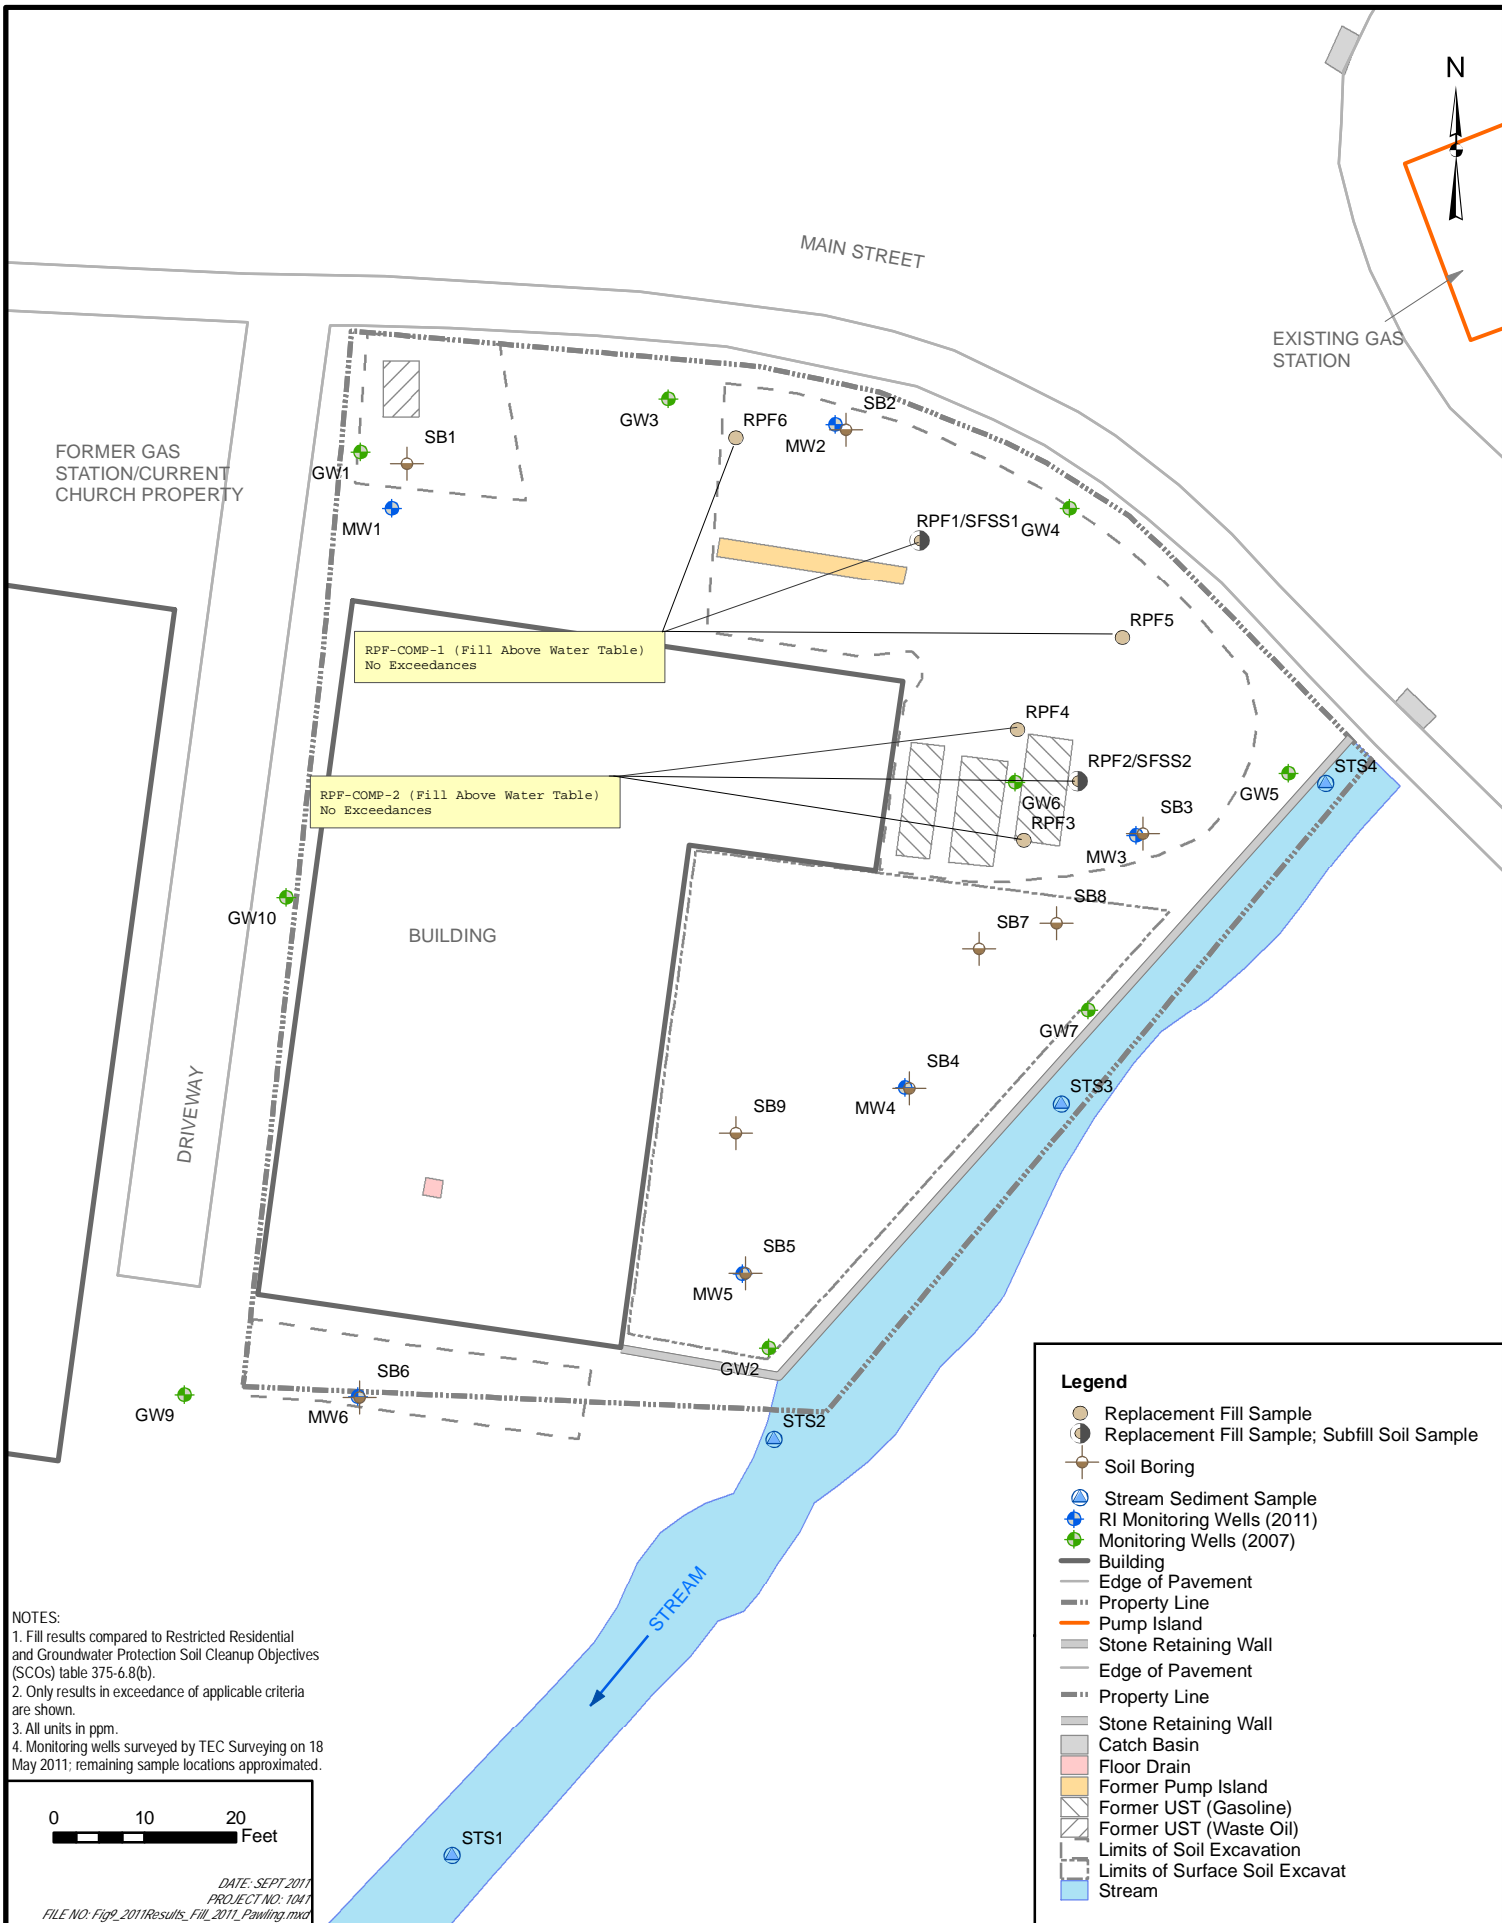 N
MAIN STREET
EXISTING GAS
STATION
FORMER GAS
STATION/CURRENT
CHURCH PROPERTY
GW1
SB1
MW1
GW3
RPF6
SB2
MW2
RPF1/SFSS1
GW4
RPF5
RPF-COMP-1 (Fill Above Water Table)
No Exceedances
RPF4
RPF2/SFSS2
GW6
RPF3
SB3
MW3
GW5
STS4
RPF-COMP-2 (Fill Above Water Table)
No Exceedances
GW10
BUILDING
SB8
SB7
GW7
SB4
MW4
STS3
SB9
DRIVEWAY
SB5
MW5
GW2
SB6
MW6
GW9
STS2
STREAM
STS1
NOTES:
1. Fill results compared to Restricted Residential
and Groundwater Protection Soil Cleanup Objectives
(SCOs) table 375-6.8(b).
2. Only results in exceedance of applicable criteria
are shown.
3. All units in ppm.
4. Monitoring wells surveyed by TEC Surveying on 18
May 2011; remaining sample locations approximated.
0 10 20
Feet
DATE: SEPT 2011
PROJECT NO: 1041
FILE NO: Fig9_2011Results_Fill_2011_Pawling.mxd
Legend
Replacement Fill Sample
Replacement Fill Sample; Subfill Soil Sample
Soil Boring
Stream Sediment Sample
RI Monitoring Wells (2011)
Monitoring Wells (2007)
Building
Edge of Pavement
Property Line
Pump Island
Stone Retaining Wall
Edge of Pavement
Property Line
Stone Retaining Wall
Catch Basin
Floor Drain
Former Pump Island
Former UST (Gasoline)
Former UST (Waste Oil)
Limits of Soil Excavation
Limits of Surface Soil Excavat
Stream